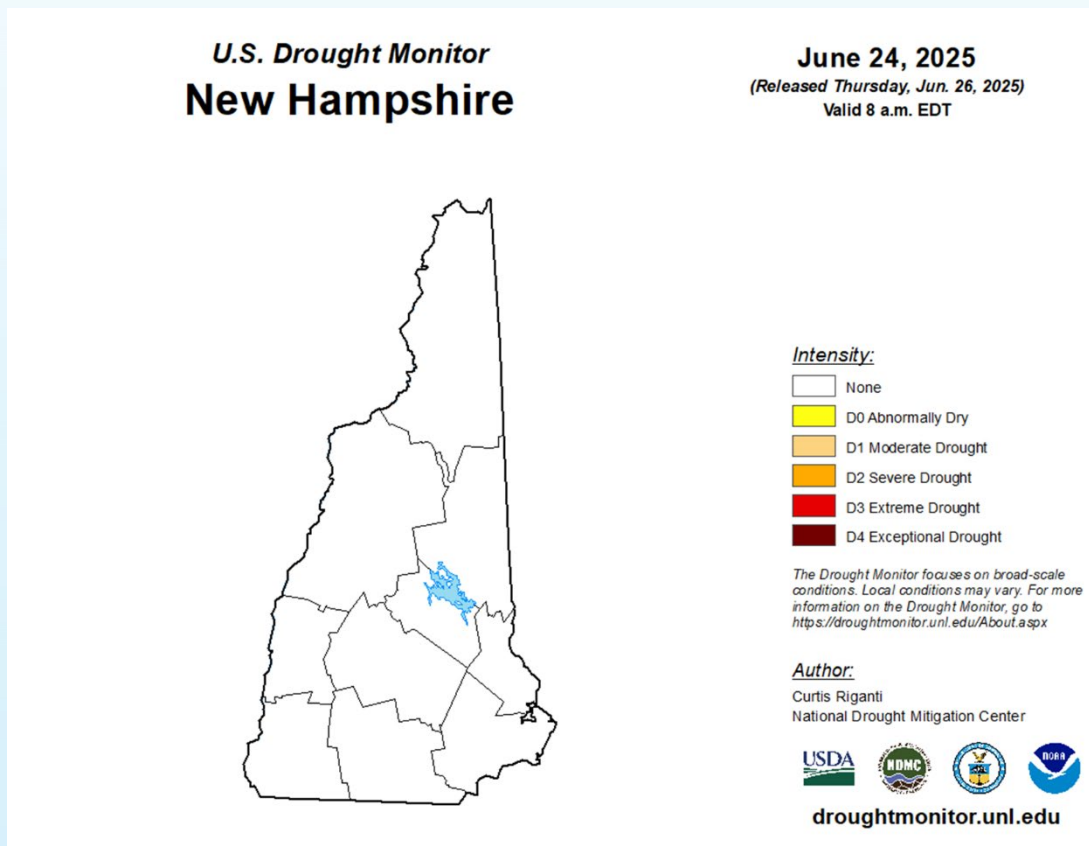 U.S. Drought Monitor
New Hampshire
June 24, 2025
(Released Thursday, Jun. 26, 2025)
Valid 8 a.m. EDT
Intensity:
None
D0 Abnormally Dry
D1 Moderate Drought
D2 Severe Drought
D3 Extreme Drought
D4 Exceptional Drought
The Drought Monitor focuses on broad-scale
conditions. Local conditions may vary. For more
information on the Drought Monitor, go to
https://droughtmonitor.unl.edu/About.aspx
Author:
Curtis Riganti
National Drought Mitigation Center
USDA
NDMC
NOAA
droughtmonitor.unl.edu